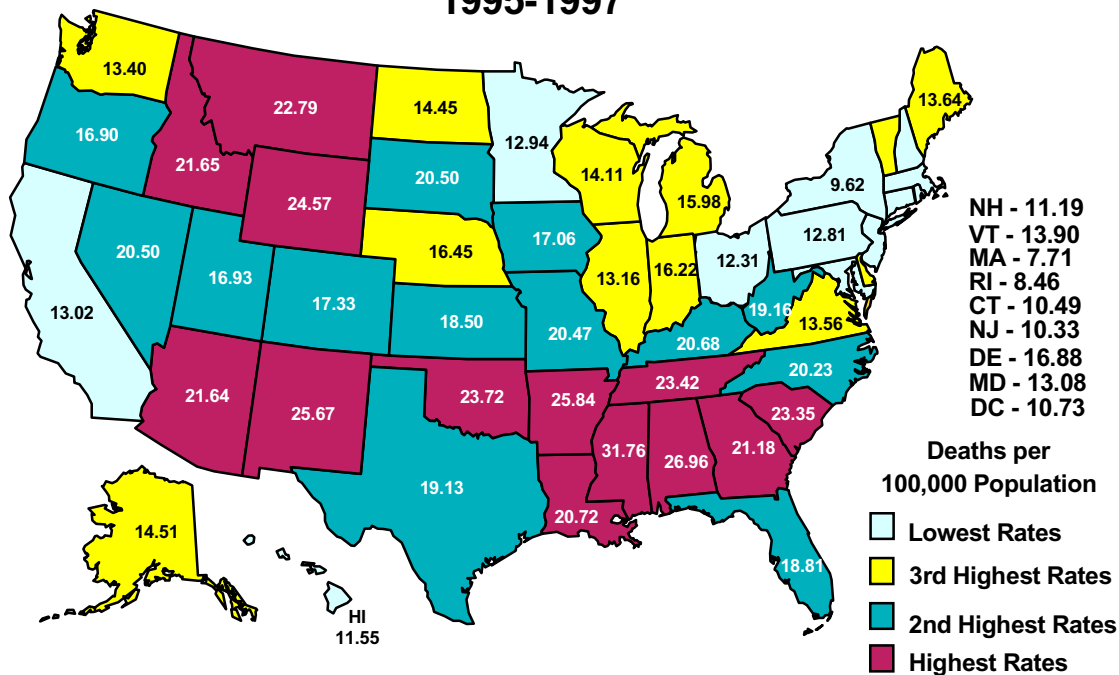 1995-1997
13.40
22.79
14.45
12.94
13.64
16.90
21.65
20.50
14.11
15.98
9.62
24.57
16.45
17.06
12.81
20.50
16.93
17.33
18.50
13.16
16.22
12.31
19.16
13.56
13.02
20.47
20.68
20.23
21.64
25.67
23.72
25.84
23.42
23.35
31.76
26.96
21.18
19.13
20.72
18.81
14.51
HI
11.55
NH - 11.19
VT - 13.90
MA - 7.71
RI - 8.46
CT - 10.49
NJ - 10.33
DE - 16.88
MD - 13.08
DC - 10.73
Deaths per
100,000 Population
Lowest Rates
3rd Highest Rates
2nd Highest Rates
Highest Rates